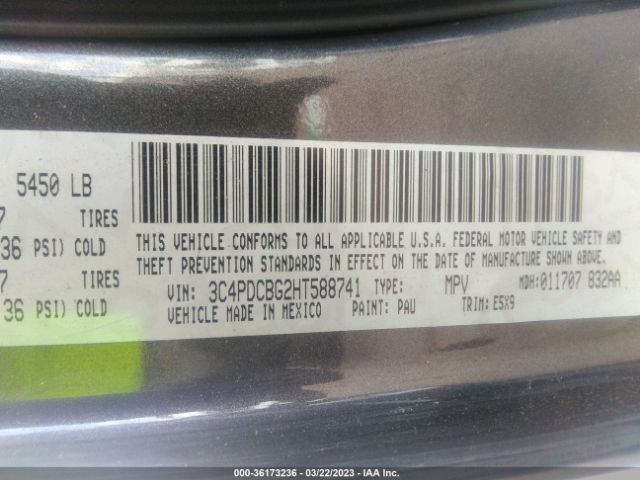 5450 LB
7 TIRES
36 PSI) COLD
7 TIRES
36 PSI) COLD
THIS VEHICLE CONFORMS TO ALL APPLICABLE U.S.A. FEDERAL MOTOR VEHICLE SAFETY AND
THEFT PREVENTION STANDARDS IN EFFECT ON THE DATE OF MANUFACTURE SHOWN ABOVE.
VIN: 3C4PDCBG2HT588741 TYPE: MPV MDH:011707 832AA
VEHICLE MADE IN MEXICO PAINT: PAU TRIM: E5X9
000-36173236 - 03/22/2023 - IAA Inc.